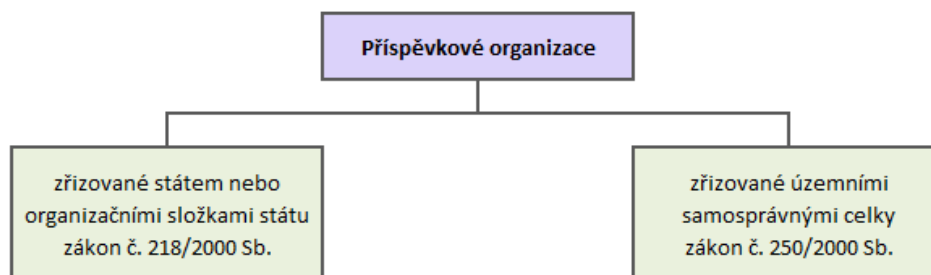 Příspěvkové organizace
zřizované státem nebo
organizačními složkami státu
zákon č. 218/2000 Sb.
zřizované územními
samosprávnými celky
zákon č. 250/2000 Sb.